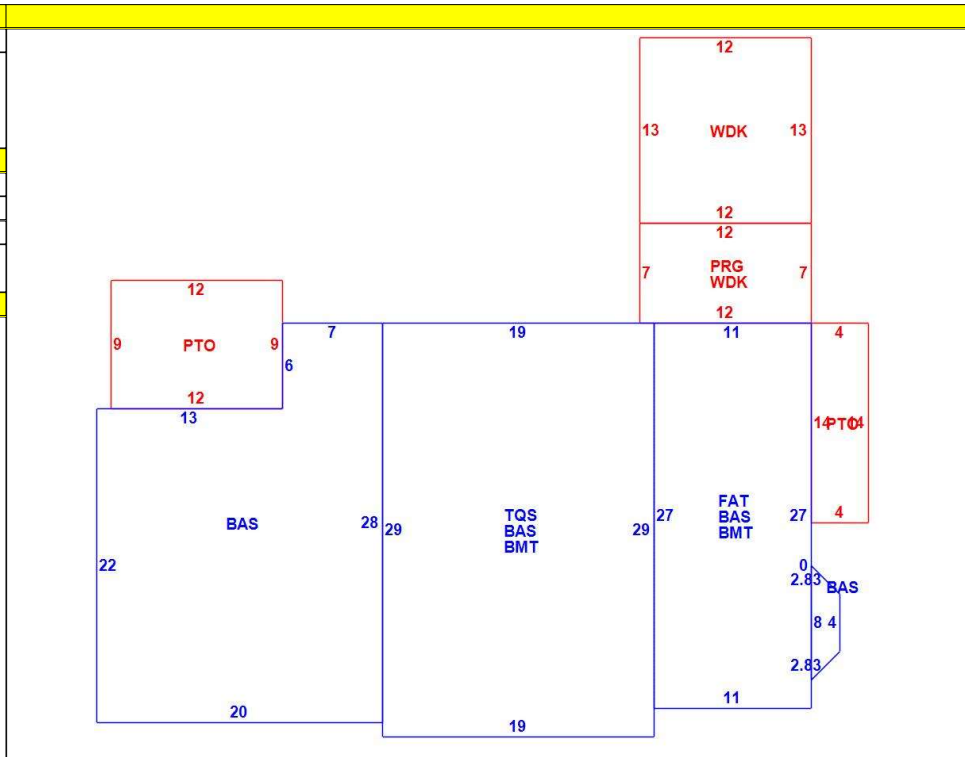 12
13 WDK 13
12
12
7 PRG 7
WDK
12
12
9 PTO 9
12
7
6
13
19
11
4
14 PTO 14
4
BAS
22
28
20
TQS
BAS
BMT
29
29
19
FAT
BAS
BMT
27
27
11
0
2.83
BAS
8 4
2.83